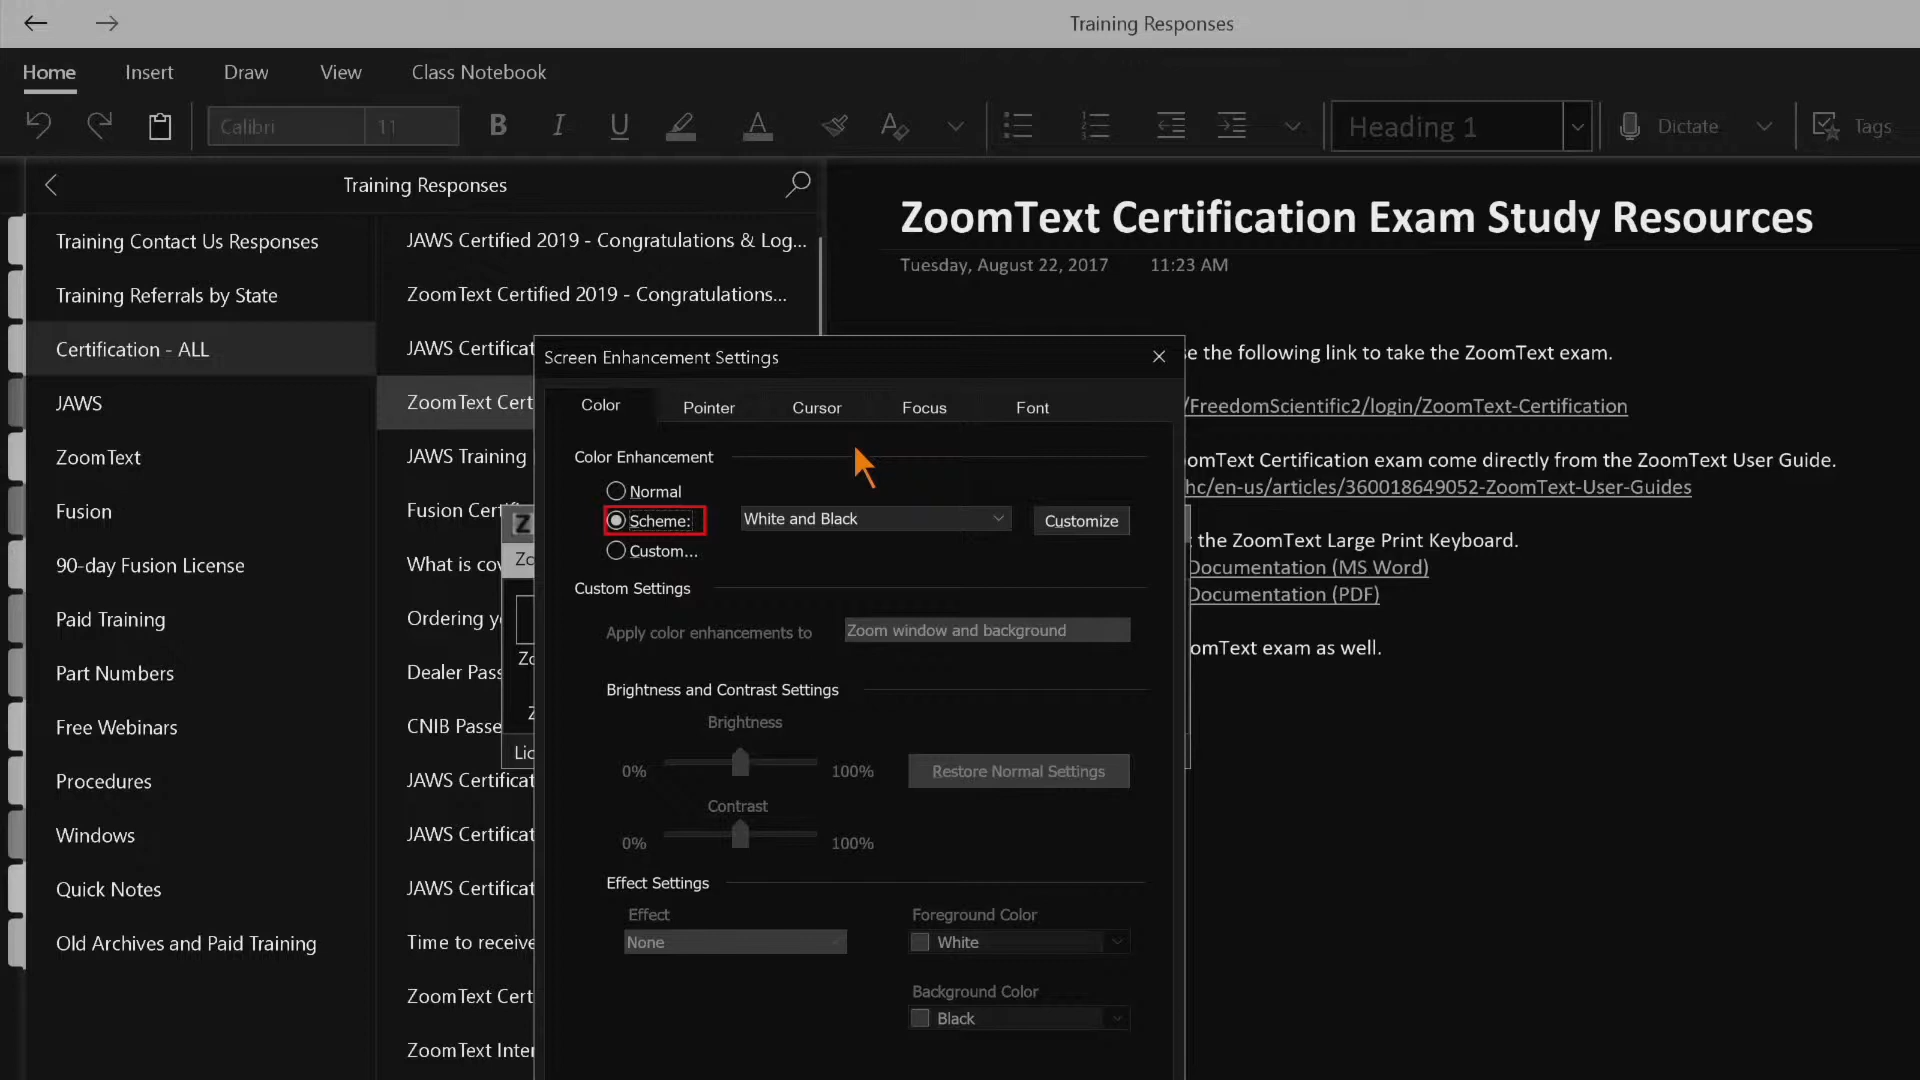 Training Responses
Home Insert Draw View Class Notebook
Calibri 11 B I U A A Heading 1 Dictate Tags
Training Responses
Training Contact Us Responses
Training Referrals by State
Certification - ALL
JAWS
ZoomText
Fusion
90-day Fusion License
Paid Training
Part Numbers
Free Webinars
Procedures
Windows
Quick Notes
Old Archives and Paid Training
JAWS Certified 2019 - Congratulations & Log...
ZoomText Certified 2019 - Congratulations...
JAWS Certificat
ZoomText Cert
JAWS Training
Fusion Certif
What is cov
Ordering y
Dealer Pass
CNIB Passe
JAWS Certificat
JAWS Certificat
JAWS Certificat
Time to receive
ZoomText Cert
ZoomText Inter
ZoomText Certification Exam Study Resources
Tuesday, August 22, 2017 11:23 AM
se the following link to take the ZoomText exam.
/FreedomScientific2/login/ZoomText-Certification
omText Certification exam come directly from the ZoomText User Guide.
hc/en-us/articles/360018649052-ZoomText-User-Guides
the ZoomText Large Print Keyboard.
Documentation (MS Word)
Documentation (PDF)
omText exam as well.
Z
Zo
Zo
Z
Lic
Screen Enhancement Settings
Color Pointer Cursor Focus Font
Color Enhancement
Normal
Scheme: White and Black Customize
Custom...
Custom Settings
Apply color enhancements to Zoom window and background
Brightness and Contrast Settings
Brightness
0% 100% Restore Normal Settings
Contrast
0% 100%
Effect Settings
Effect Foreground Color
None White
Background Color
Black